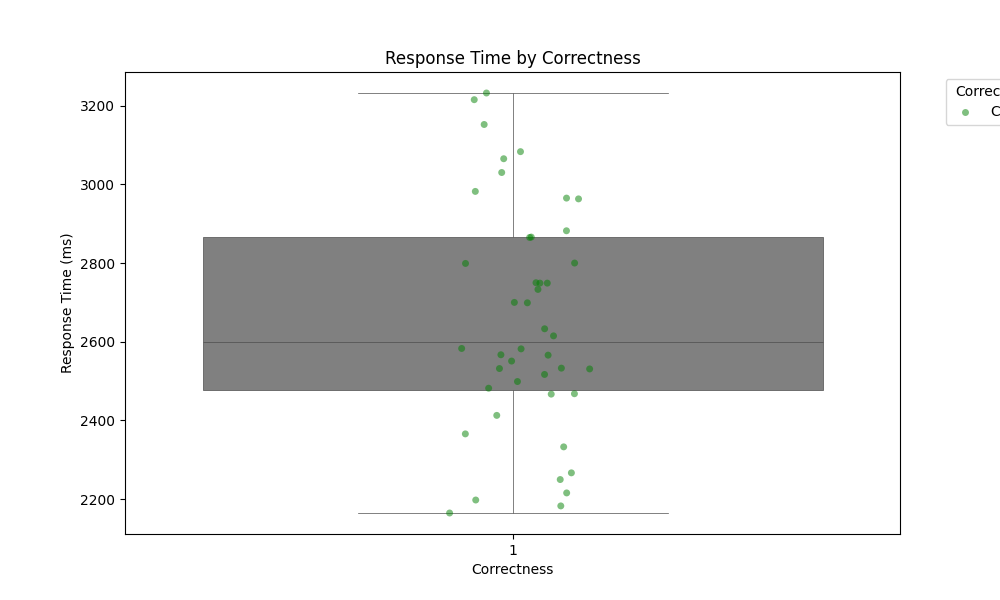 Response Time by Correctness
3200
3000
2800
2600
2400
2200
Response Time (ms)
1
Correctness
Correc
C